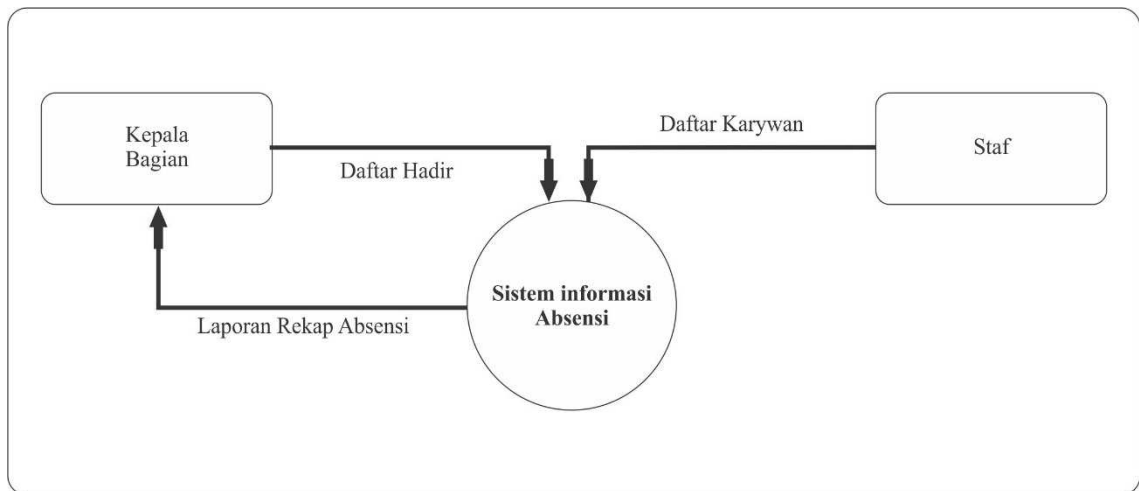 Kepala
Bagian
Daftar Hadir
Daftar Karywan
Staf
Sistem informasi
Absensi
Laporan Rekap Absensi